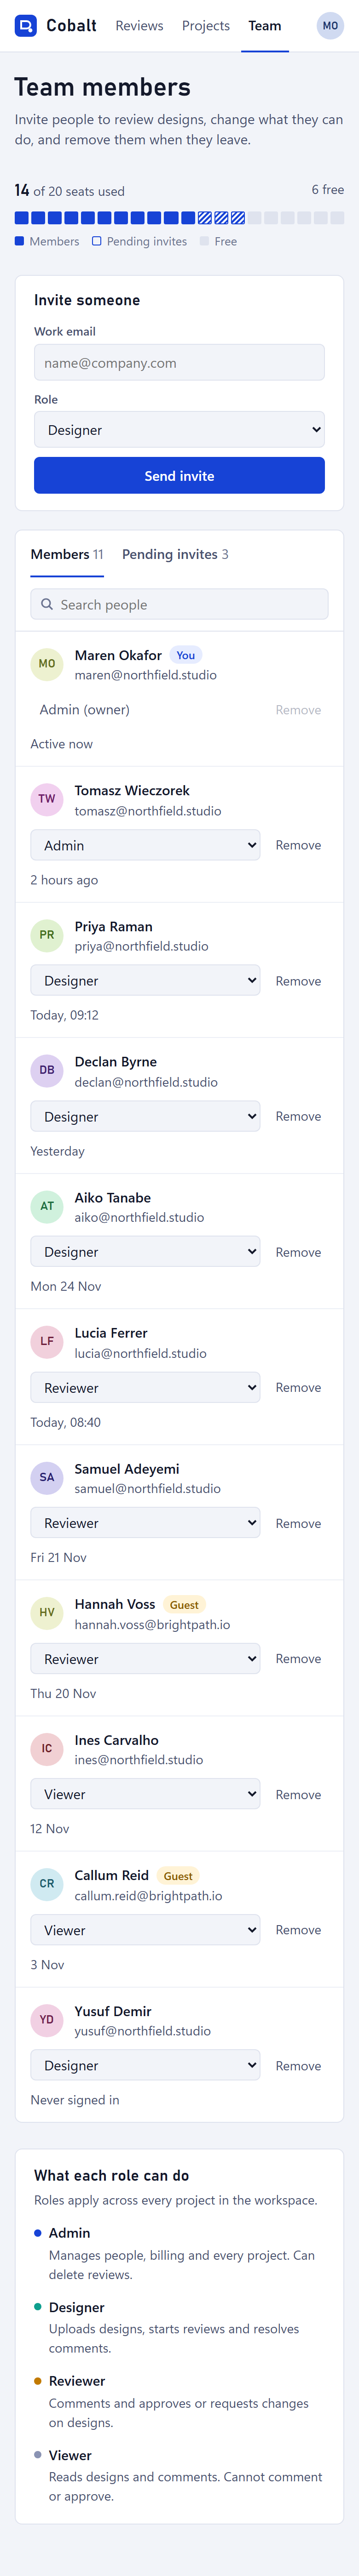 Cobalt Reviews Projects Team MO
Team members
Invite people to review designs, change what they can
do, and remove them when they leave.
14 of 20 seats used 6 free
Members Pending invites Free
Invite someone
Work email
name@company.com
Role
Designer
Send invite
Members 11 Pending invites 3
Search people
MO Maren Okafor You
maren@northfield.studio
Admin (owner) Remove
Active now
TW Tomasz Wieczorek
tomasz@northfield.studio
Admin Remove
2 hours ago
PR Priya Raman
priya@northfield.studio
Designer Remove
Today, 09:12
DB Declan Byrne
declan@northfield.studio
Designer Remove
Yesterday
AT Aiko Tanabe
aiko@northfield.studio
Designer Remove
Mon 24 Nov
LF Lucia Ferrer
lucia@northfield.studio
Reviewer Remove
Today, 08:40
SA Samuel Adeyemi
samuel@northfield.studio
Reviewer Remove
Fri 21 Nov
HV Hannah Voss Guest
hannah.voss@brightpath.io
Reviewer Remove
Thu 20 Nov
IC Ines Carvalho
ines@northfield.studio
Viewer Remove
12 Nov
CR Callum Reid Guest
callum.reid@brightpath.io
Viewer Remove
3 Nov
YD Yusuf Demir
yusuf@northfield.studio
Designer Remove
Never signed in
What each role can do
Roles apply across every project in the workspace.
Admin
Manages people, billing and every project. Can
delete reviews.
Designer
Uploads designs, starts reviews and resolves
comments.
Reviewer
Comments and approves or requests changes
on designs.
Viewer
Reads designs and comments. Cannot comment
or approve.